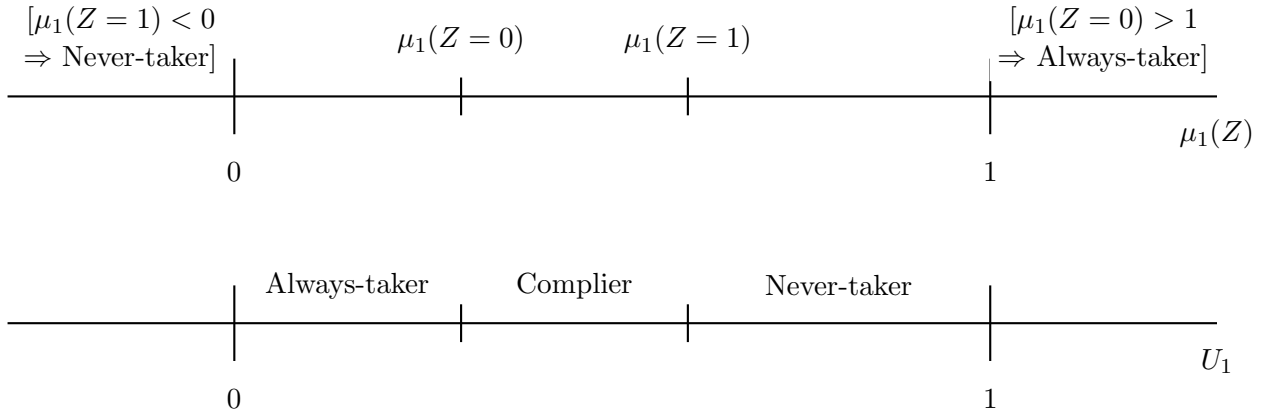 [μ₁(Z = 1) < 0
⇒ Never-taker]
μ₁(Z = 0)
μ₁(Z = 1)
[μ₁(Z = 0) > 1
⇒ Always-taker]
μ₁(Z)
0
1
Always-taker
Complier
Never-taker
U₁
0
1